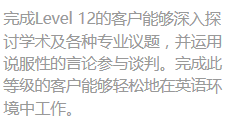 完成Level 12的客户能够深入探
讨学术及各种专业议题，并运用
说服性的言论参与谈判。完成此
等级的客户能够轻松地在英语环
境中工作。